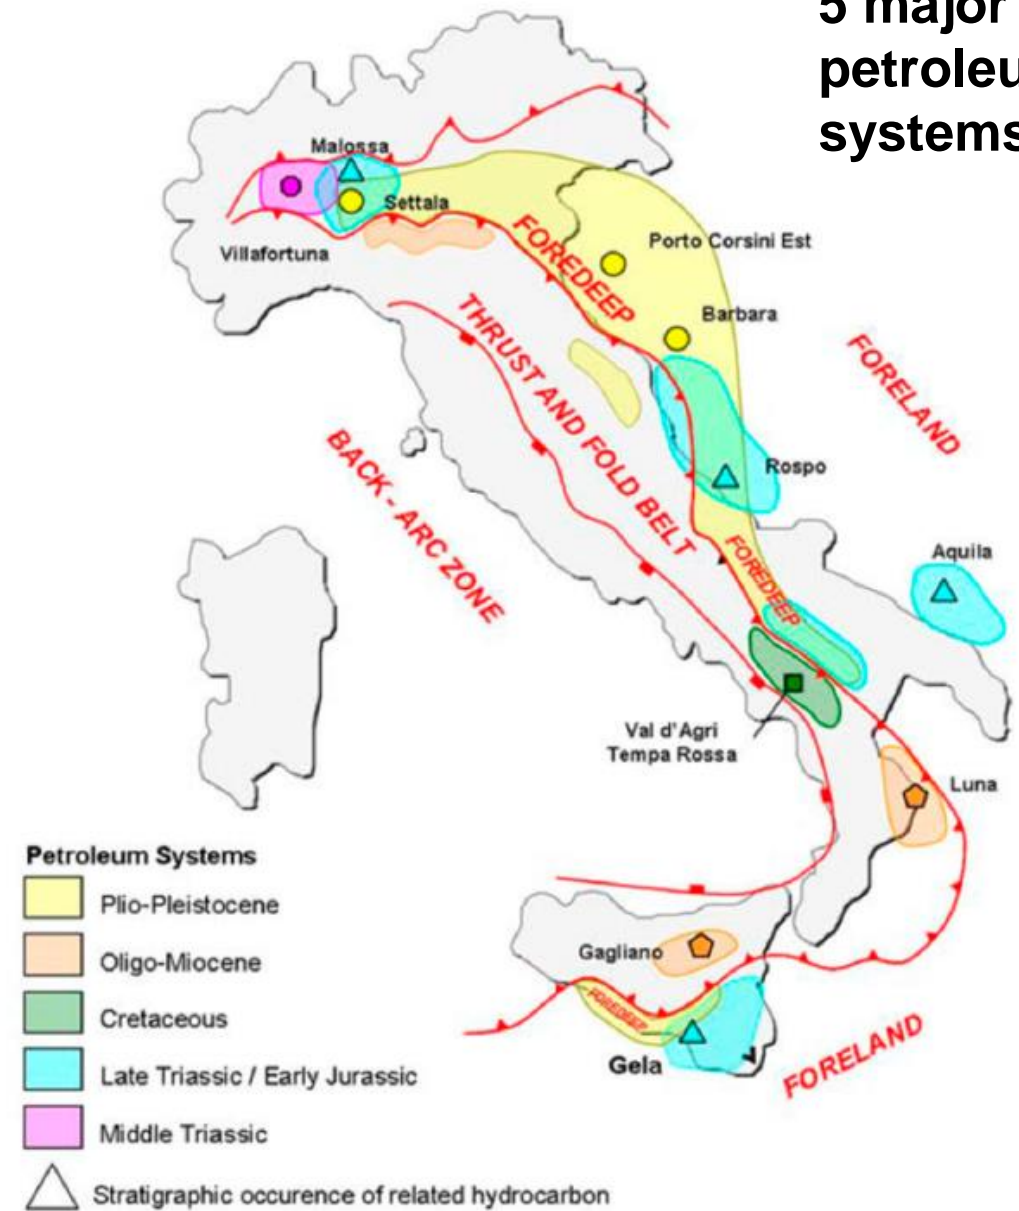 5 major
petroleu
systems
Malossa
Settala
Villafortuna
Porto Corsini Est
Barbara
FOREDEEP
THRUST AND FOLD BELT
FORELAND
BACK - ARC ZONE
Rospo
Aquila
FOREDEEP
Val d'Agri
Tempa Rossa
Luna
Petroleum Systems
Plio-Pleistocene
Oligo-Miocene
Cretaceous
Late Triassic / Early Jurassic
Middle Triassic
Stratigraphic occurence of related hydrocarbon
Gagliano
FOREDEEP
Gela
FORELAND